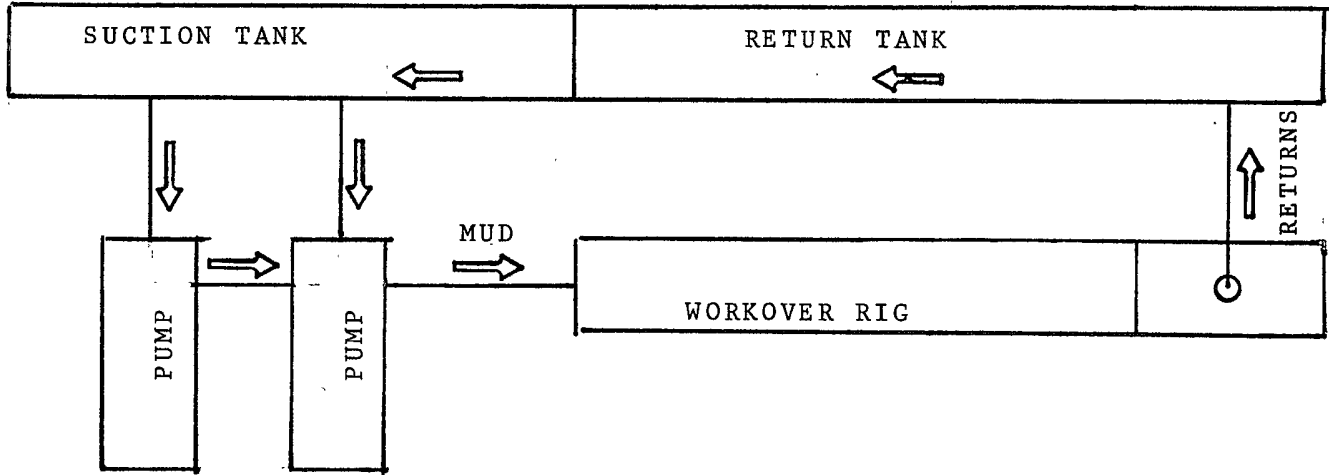 SUCTION TANK
RETURN TANK
RETURNS
MUD
WORKOVER RIG
PUMP
PUMP